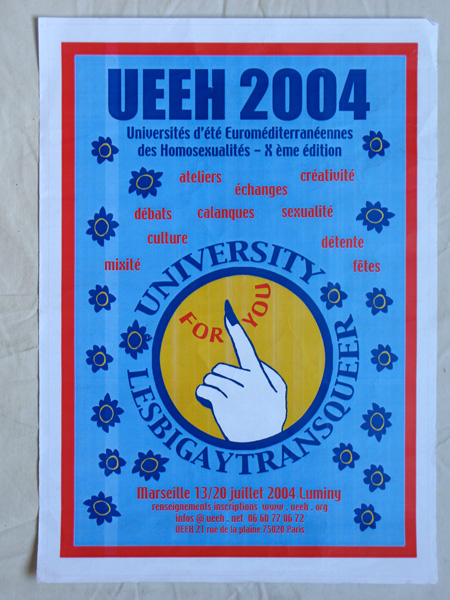 UEEH 2004
Universités d'été Euroméditerranéennes
des Homosexualités – X ème édition
ateliers
créativité
échanges
débats
calanques
sexualité
culture
détente
mixité
fêtes
UNIVERSITY
FOR YOU
LESBIGAYTRANSQUEER
Marseille 13/20 juillet 2004 Luminy
renseignements inscriptions www . ueeh . org
infos @ ueeh . net 06 60 77 06 72
UEEH 21 rue de la plaine 75020 Paris